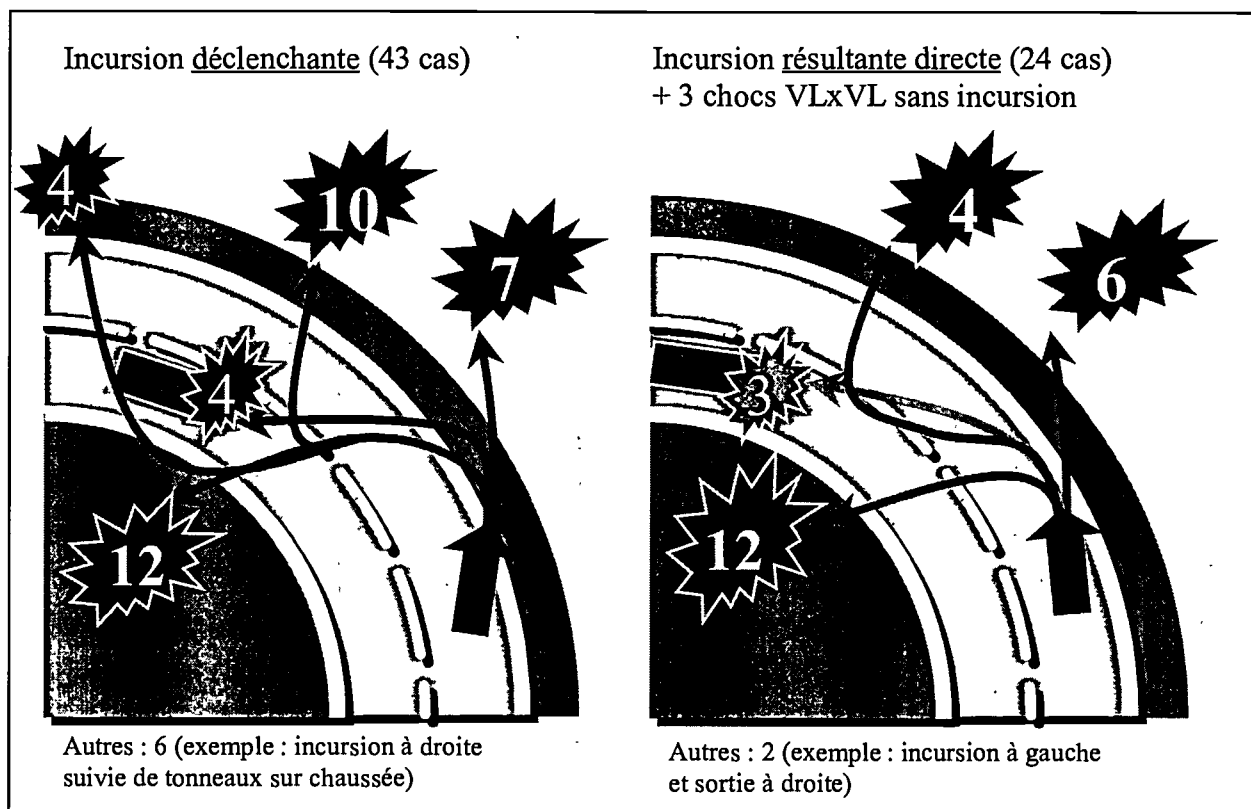 Incursion déclenchante (43 cas)
4
10
7
4
12
Autres : 6 (exemple : incursion à droite
suivie de tonneaux sur chaussée)
Incursion résultante directe (24 cas)
+ 3 chocs VLxVL sans incursion
4
6
3
12
Autres : 2 (exemple : incursion à gauche
et sortie à droite)